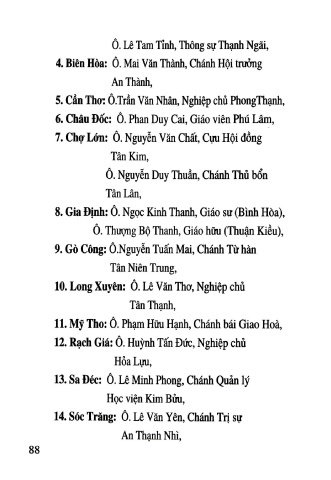 Ô. Lê Tam Tỉnh, Thông sự Thạnh Ngãi,
4. Biên Hòa: Ô. Mai Văn Thành, Chánh Hội trưởng
An Thành,
5. Cần Thơ: Ô.Trần Văn Nhân, Nghiệp chủ PhongThạnh,
6. Châu Đốc: Ô. Phan Duy Cai, Giáo viên Phú Lâm,
7. Chợ Lớn: Ô. Nguyễn Văn Chất, Cựu Hội đồng
Tân Kim,
Ô. Nguyễn Duy Thuần, Chánh Thủ bổn
Tân Lân,
8. Gia Định: Ô. Ngọc Kinh Thanh, Giáo sư (Bình Hòa),
Ô. Thượng Bộ Thanh, Giáo hữu (Thuận Kiều),
9. Gò Công: Ô.Nguyễn Tuấn Mai, Chánh Từ hàn
Tân Niên Trung,
10. Long Xuyên: Ô. Lê Văn Thơ, Nghiệp chủ
Tân Thạnh,
11. Mỹ Tho: Ô. Phạm Hữu Hạnh, Chánh bái Giao Hoà,
12. Rạch Giá: Ô. Huỳnh Tấn Đức, Nghiệp chủ
Hỏa Lựu,
13. Sa Đéc: Ô. Lê Minh Phong, Chánh Quản lý
Học viện Kim Bửu,
14. Sóc Trăng: Ô. Lê Văn Yên, Chánh Trị sự
An Thạnh Nhì,
88